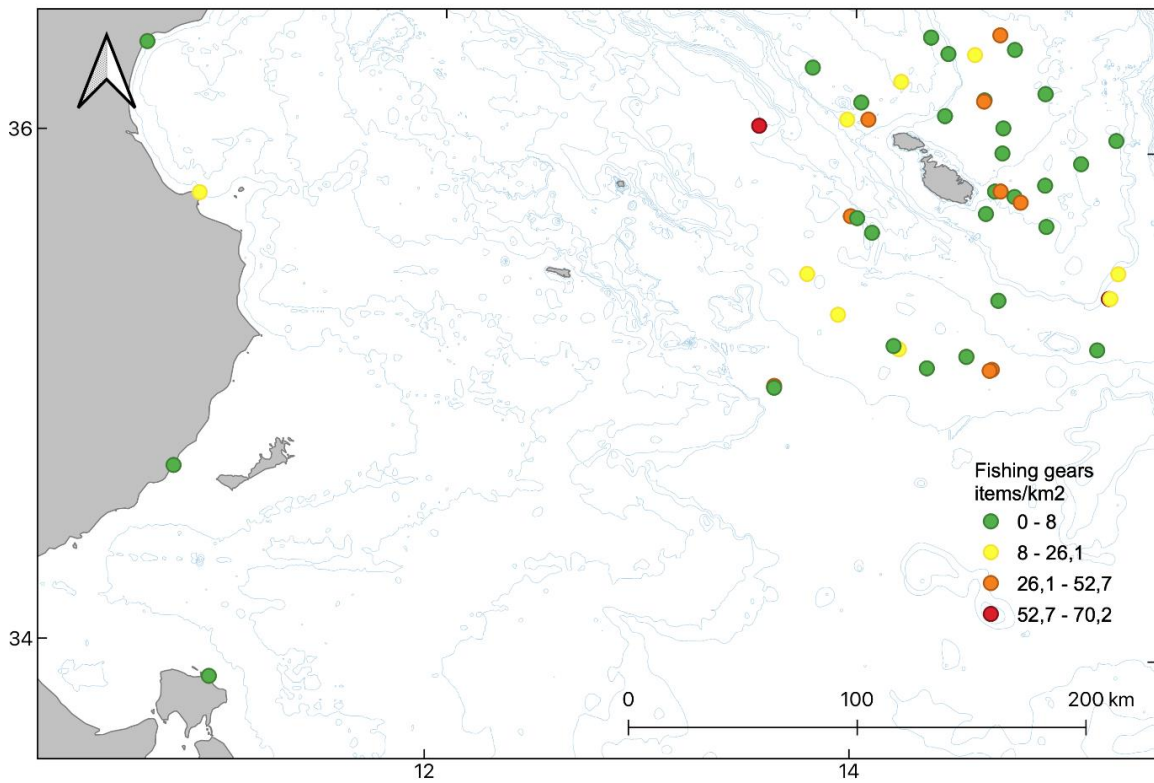 36
34
Fishing gears
items/km2
0 - 8
8 - 26,1
26,1 - 52,7
52,7 - 70,2
0 100 200 km
12 14